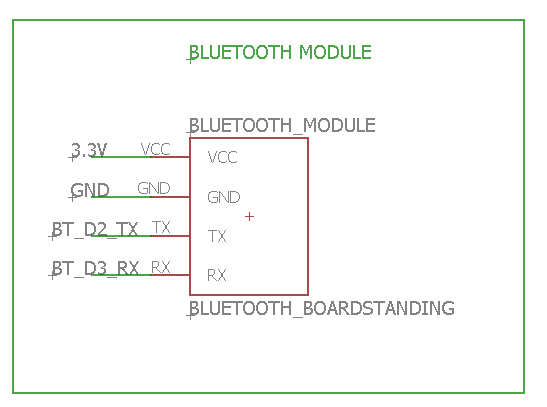 BLUETOOTH MODULE
BLUETOOTH_MODULE
3.3V VCC VCC
GND GND GND
BT_D2_TX TX TX
BT_D3_RX RX RX
BLUETOOTH_BOARDSTANDING